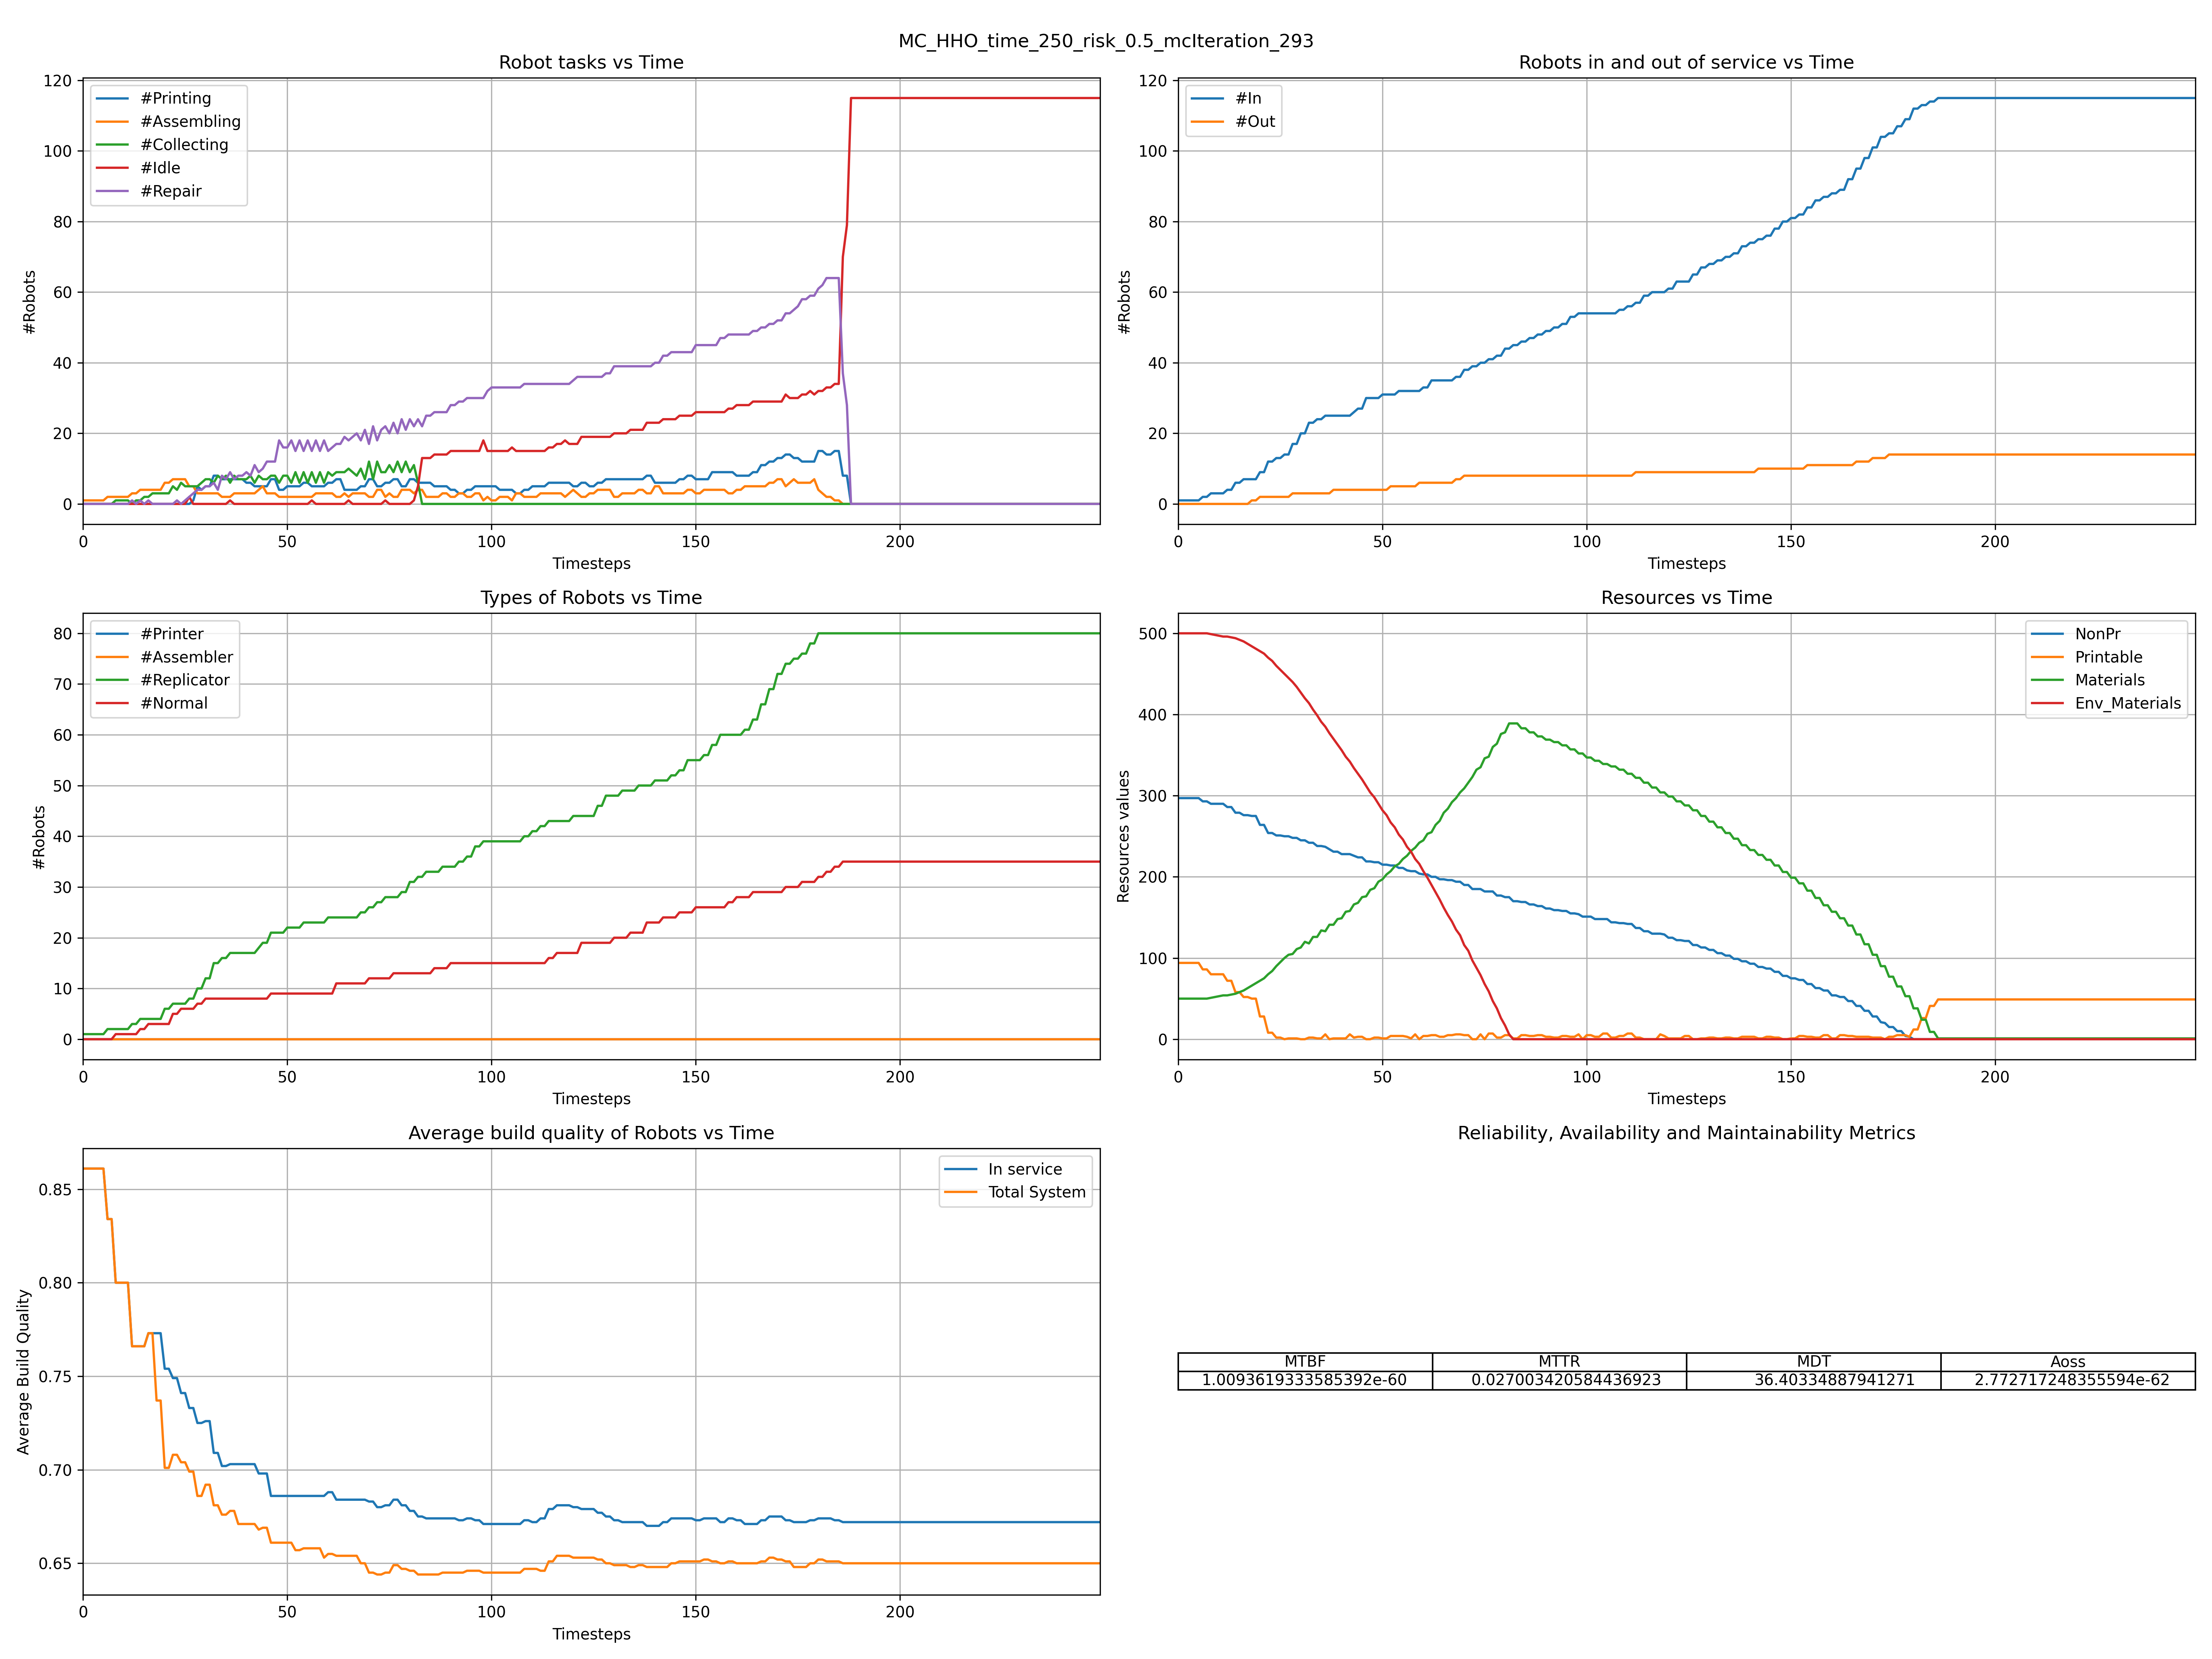 MC_HHO_time_250_risk_0.5_mcIteration_293
Robot tasks vs Time
120
100
80
60
40
20
0
#Robots
#Printing
#Assembling
#Collecting
#Idle
#Repair
0 50 100 150 200
Timesteps
Robots in and out of service vs Time
120
100
80
60
40
20
0
#Robots
#In
#Out
0 50 100 150 200
Timesteps
Types of Robots vs Time
80
70
60
50
40
30
20
10
0
#Robots
#Printer
#Assembler
#Replicator
#Normal
0 50 100 150 200
Timesteps
Resources vs Time
500
400
300
200
100
0
Resources values
NonPr
Printable
Materials
Env_Materials
0 50 100 150 200
Timesteps
Average build quality of Robots vs Time
0.85
0.80
0.75
0.70
0.65
Average Build Quality
In service
Total System
0 50 100 150 200
Timesteps
Reliability, Availability and Maintainability Metrics
MTBF MTTR MDT Aoss
1.0093619333585392e-60 0.027003420584436923 36.40334887941271 2.772717248355594e-62